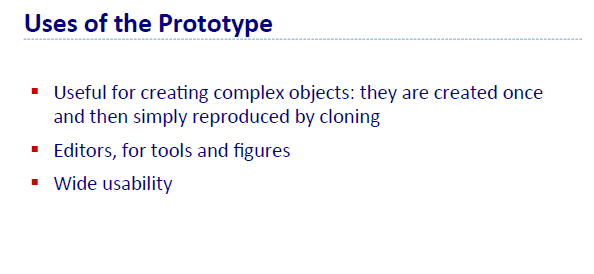 Uses of the Prototype
Useful for creating complex objects: they are created once
and then simply reproduced by cloning
Editors, for tools and figures
Wide usability